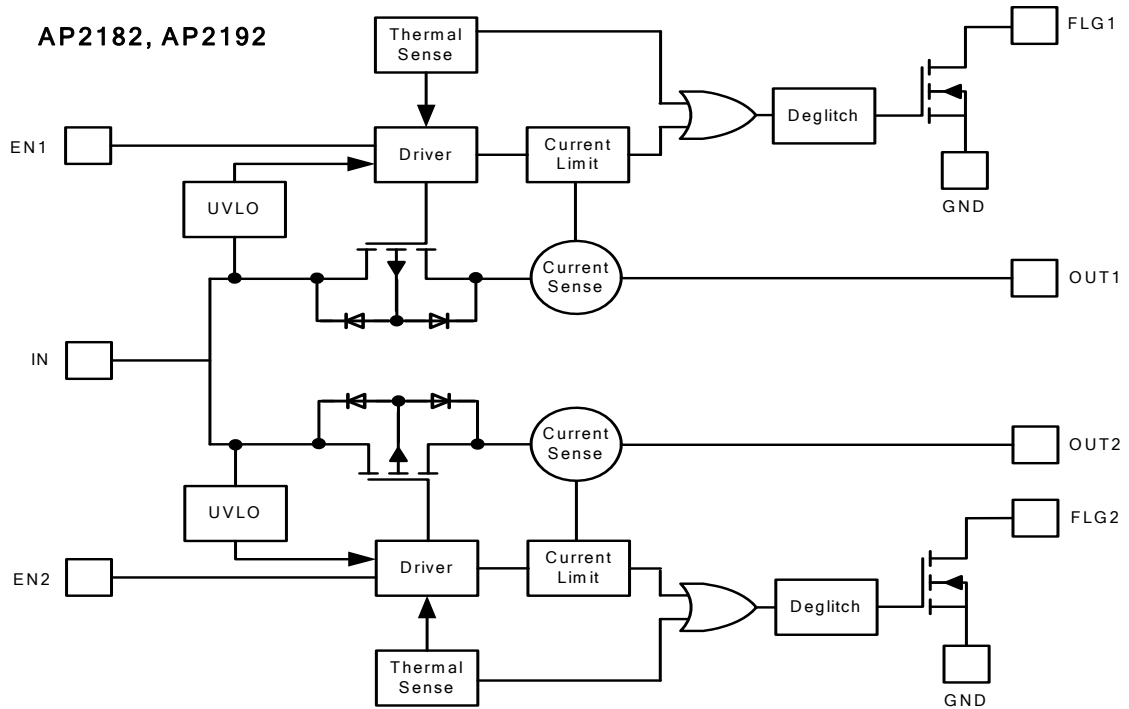 AP2182, AP2192
Thermal
Sense
FLG1
Deglitch
EN1
Driver
Current
Limit
GND
UVLO
Current
Sense
OUT1
IN
Current
Sense
OUT2
UVLO
FLG2
EN2
Driver
Current
Limit
Deglitch
Thermal
Sense
GND